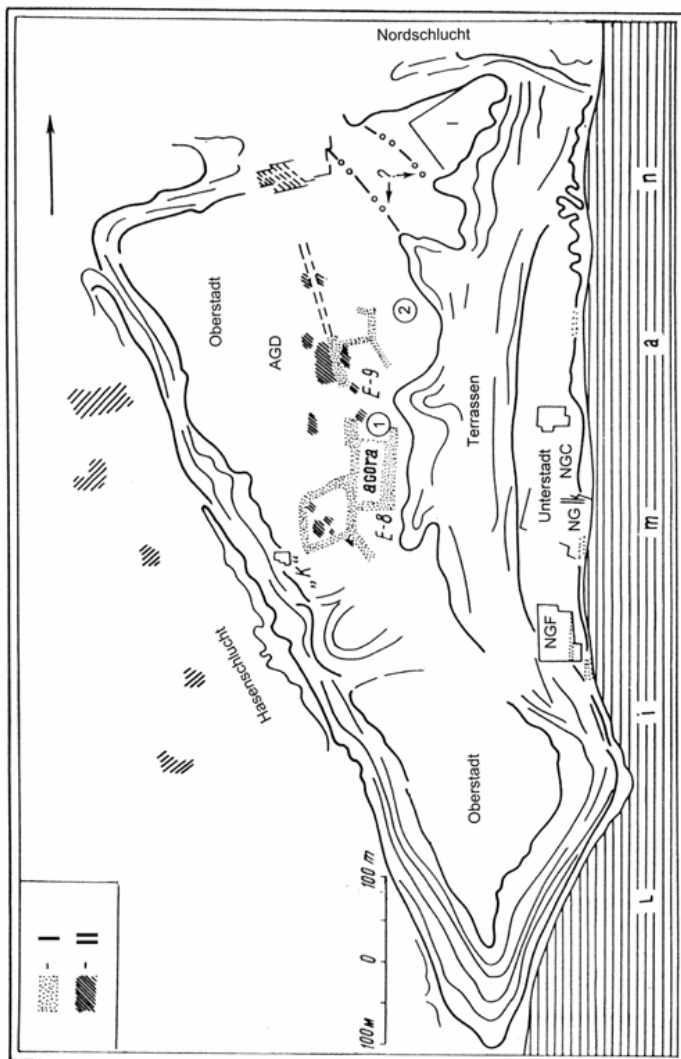 Nordschlucht
I
?
Oberstadt
AGD
2
E-9
1
agora
E-8
"K"
Hasenschlucht
Terrassen
Unterstadt
NGC
NG
NGF
Oberstadt
L i m a n
100 м 0 100 m
- I
- II